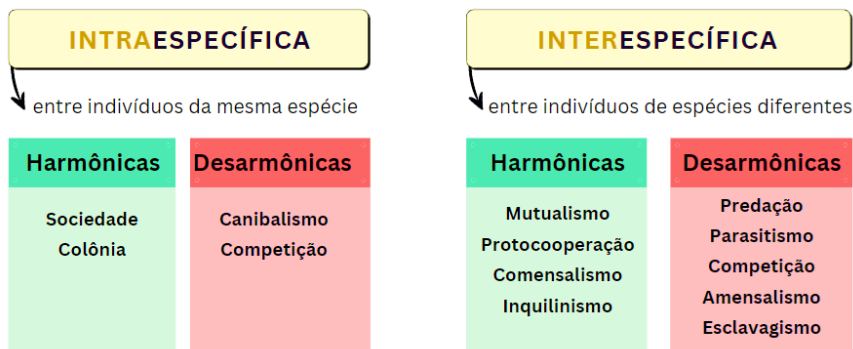 INTRAESPECÍFICA
entre indivíduos da mesma espécie
Harmônicas
Sociedade
Colônia
Desarmônicas
Canibalismo
Competição
INTERESPECÍFICA
entre indivíduos de espécies diferentes
Harmônicas
Mutualismo
Protocooperação
Comensalismo
Inquilinismo
Desarmônicas
Predação
Parasitismo
Competição
Amensalismo
Esclavagismo